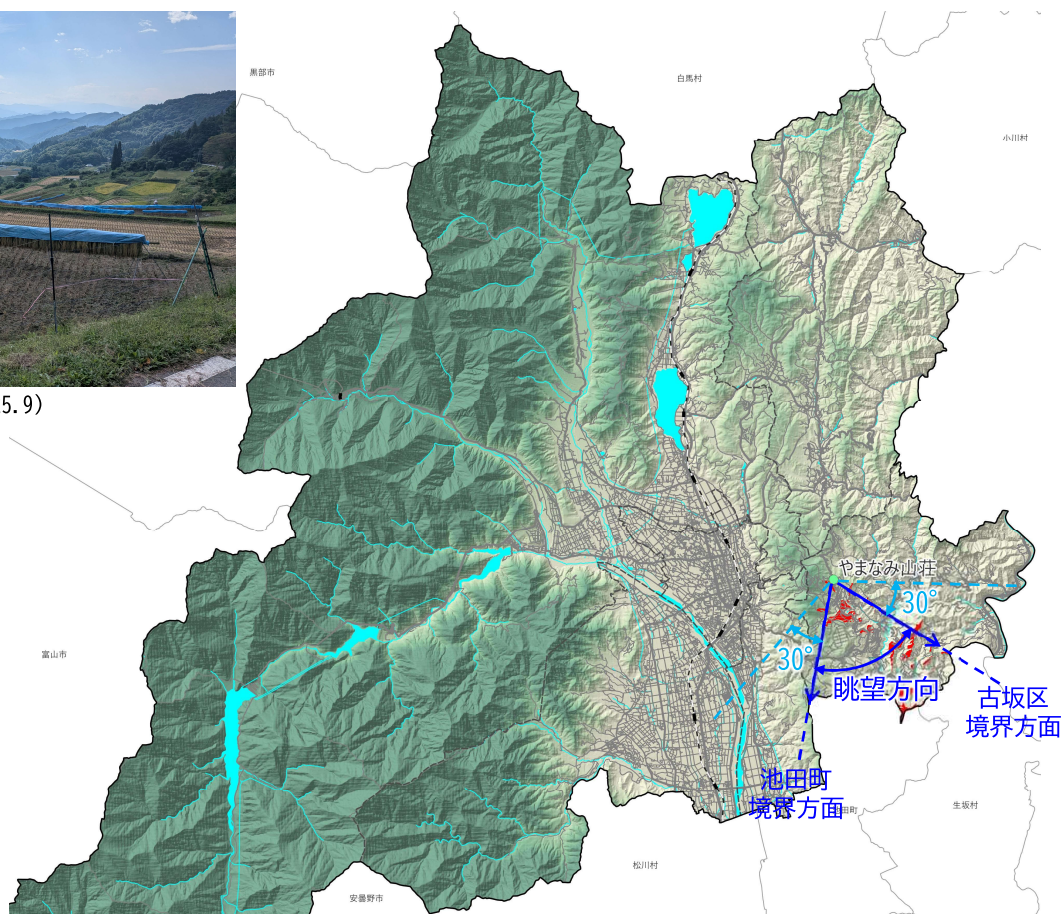 黒部市
白馬村
小川村
5.9)
やまなみ山荘
30°
30°
眺望方向
古坂区
境界方面
池田町
境界方面
田町
生坂村
富山市
松川村
安曇野市